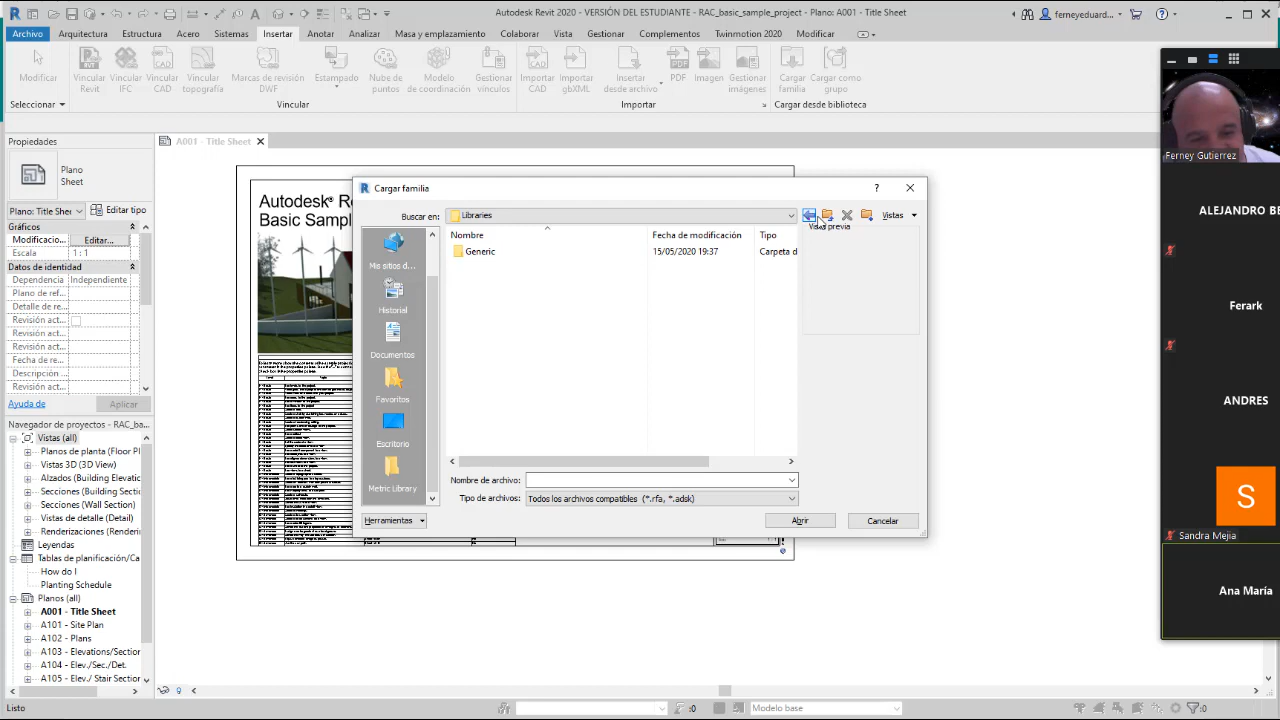 Autodesk Revit 2020 - VERSIÓN DEL ESTUDIANTE - RAC_basic_sample_project - Plano: A001 - Title Sheet
ferneyeduard...
Archivo Arquitectura Estructura Acero Sistemas Insertar Anotar Analizar Masa y emplazamiento Colaborar Vista Gestionar Complementos Twinmotion 2020 Modificar
Modificar
Vincular Revit
Vincular IFC
Vincular CAD
Vincular topografía
Marcas de revisión DWF
Estampado
Nube de puntos
Modelo de coordinación
Gestionar vínculos
Importar CAD
Importar gbXML
Insertar desde archivo
PDF
Imagen
Gestionar imágenes
Cargar familia
Cargar como grupo
Seleccionar
Vincular
Importar
Cargar desde biblioteca
Propiedades
A001 - Title Sheet
Plano
Sheet
Plano: Title Shee
Editar tipo
Gráficos
Modificacio... Editar...
Escala 1 : 1
Datos de identidad
Dependencia Independiente
Plano de ref...
Detalle de re...
Revisión act...
Revisión act...
Revisión act...
Fecha de re...
Descripción ...
Revisión act...
Ayuda de
Aplicar
Navegador de proyectos - RAC_ba...
Vistas (all)
Planos de planta (Floor Pl
Vistas 3D (3D View)
Alzados (Building Elevatio
Secciones (Building Sectio
Secciones (Wall Section)
Vistas de detalle (Detail)
Renderizaciones (Renderi
Leyendas
Tablas de planificación/Ca
How do I
Planting Schedule
Planos (all)
A001 - Title Sheet
A101 - Site Plan
A102 - Plans
A103 - Elevations/Section
A104 - Elev./Sec./Det.
A105 - Elev./ Stair Section
Autodesk® Re
Basic Sampl
Cargar familia
Buscar en:
Libraries
Vistas
Vista previa
Nombre Fecha de modificación Tipo
Generic 15/05/2020 19:37 Carpeta d
Mis sitios d...
Historial
Documentos
Favoritos
Escritorio
Metric Library
Nombre de archivo:
Tipo de archivos: Todos los archivos compatibles (*.rfa, *.adsk)
Herramientas
Abrir
Cancelar
Listo
:0
Modelo base
:0
Ferney Gutierrez
ALEJANDRO BE
Ferark
ANDRES
S
Sandra Mejia
Ana María